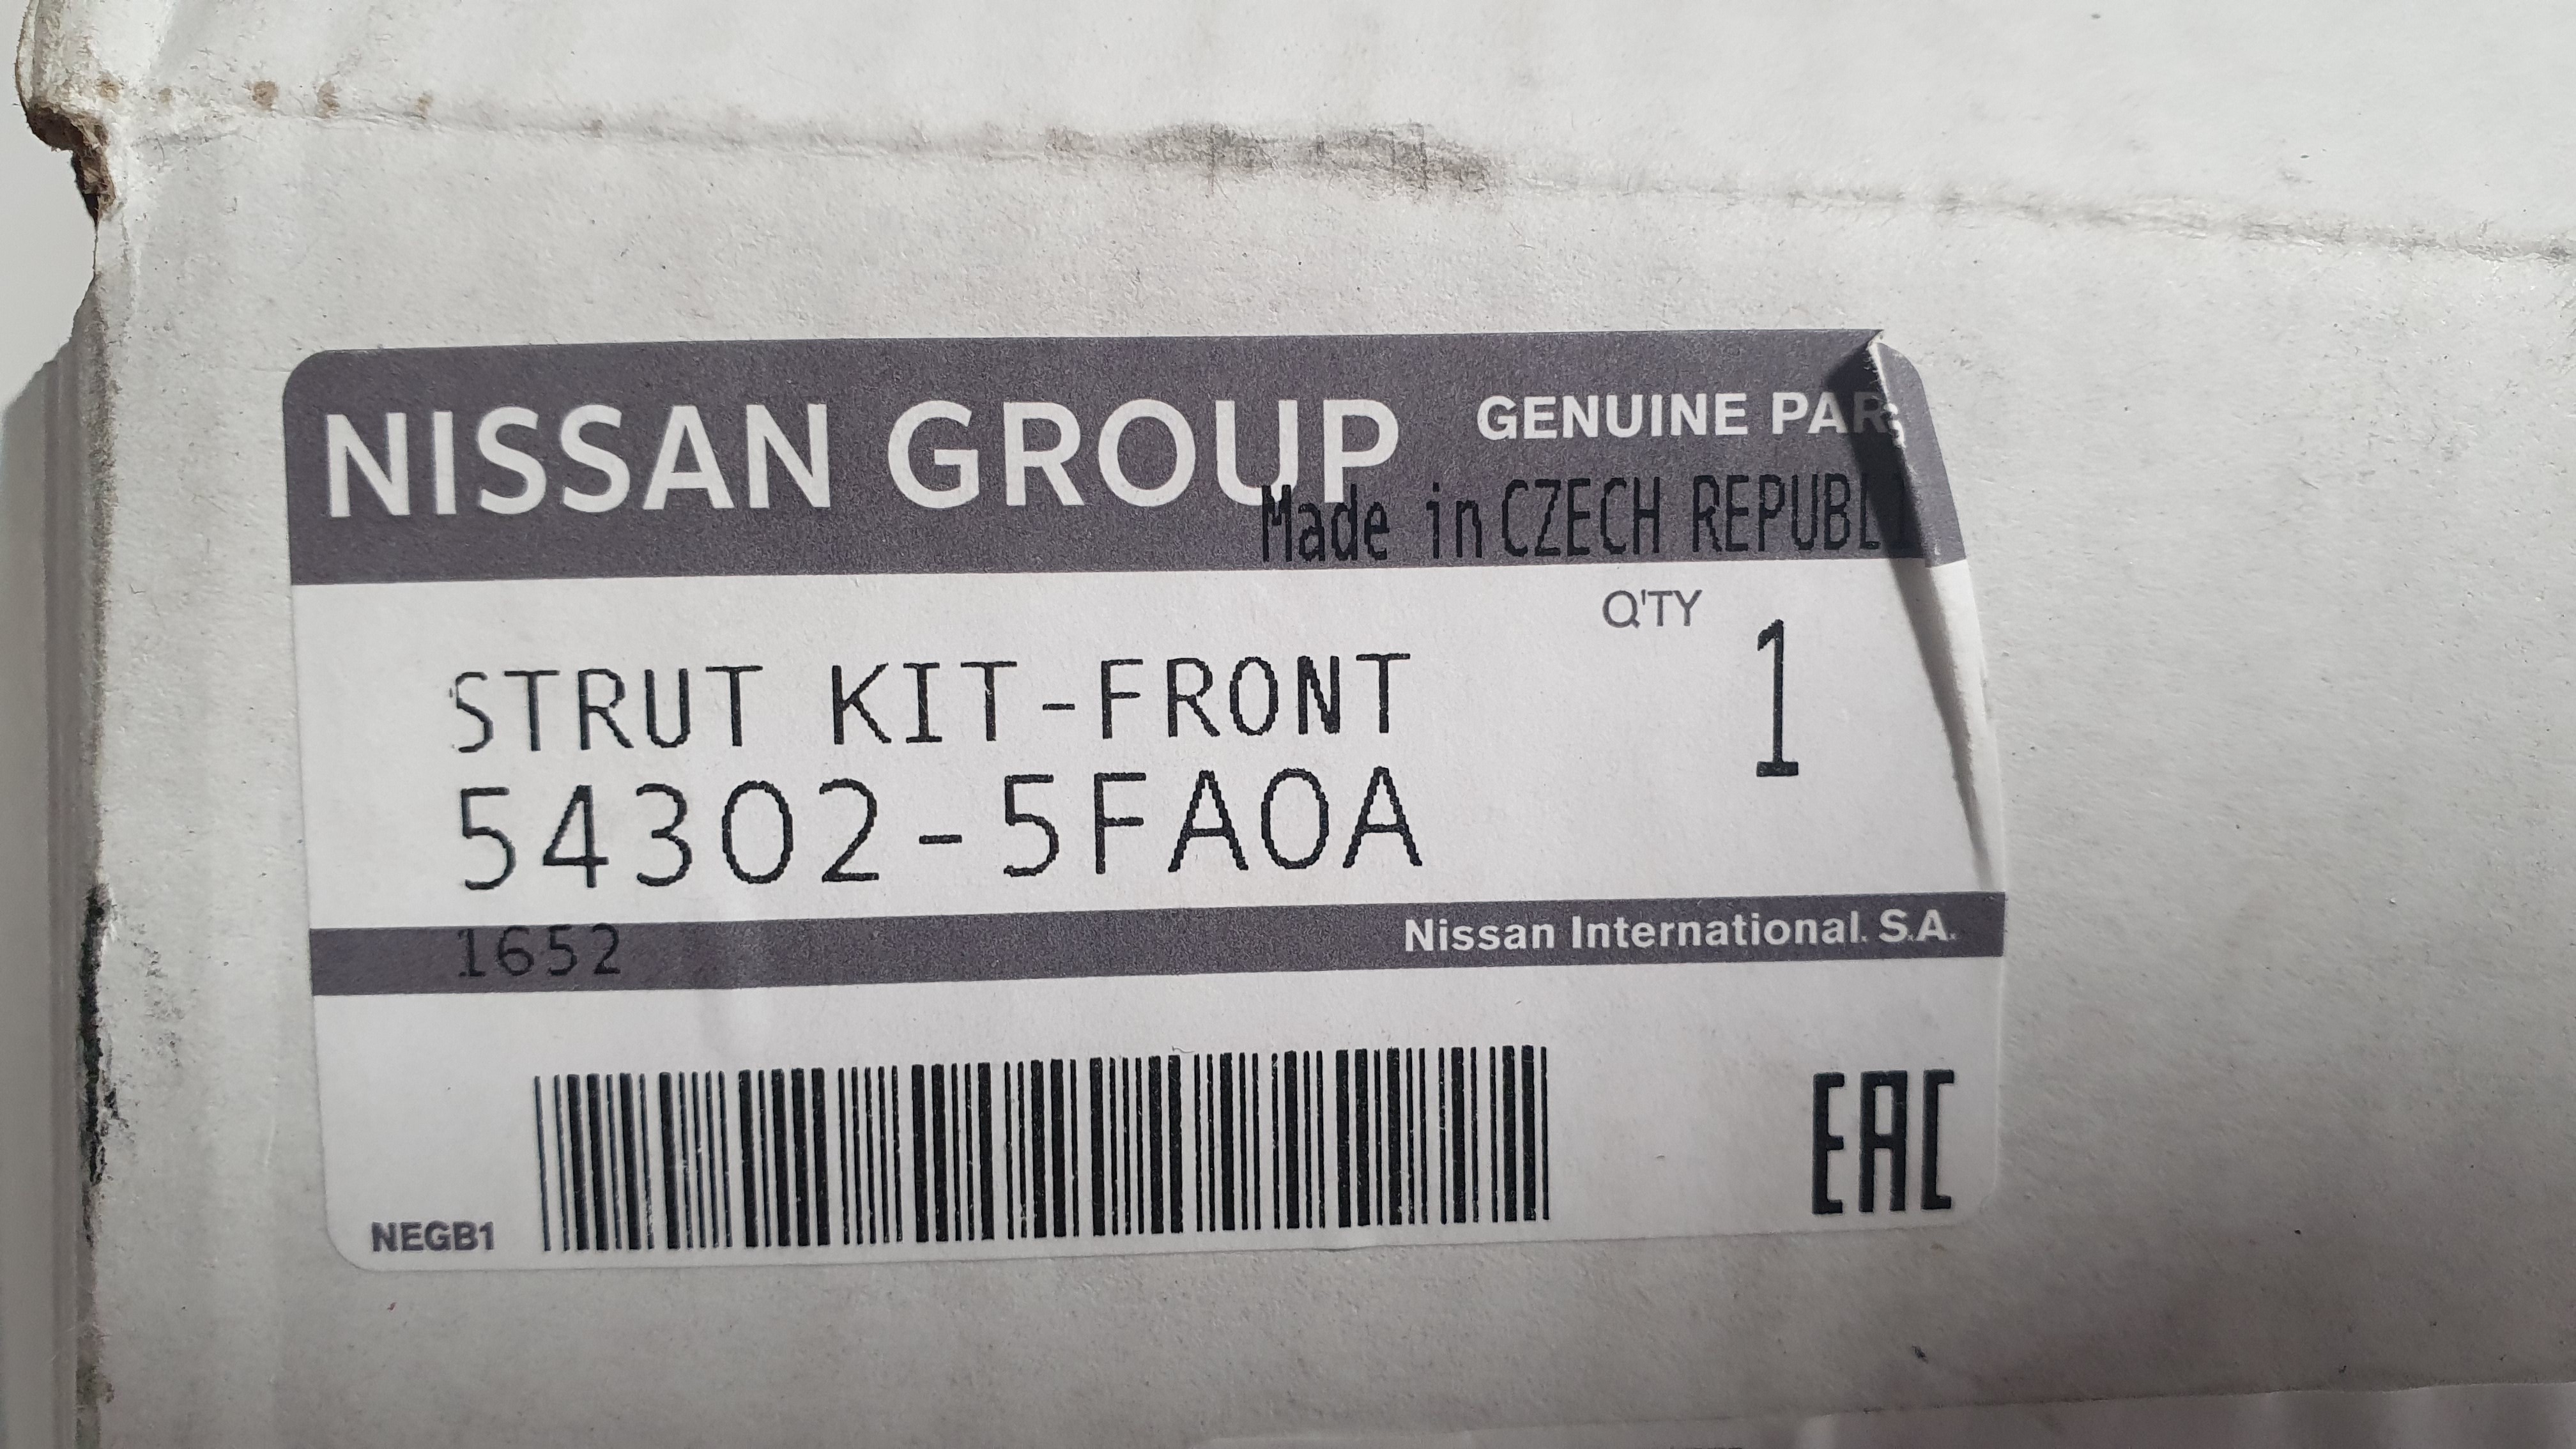 NISSAN GROUP GENUINE PAR
Made in CZECH REPUBLI
Q'TY
STRUT KIT-FRONT 1
54302-5FA0A
1652 Nissan International. S.A.
NEGB1 EAC